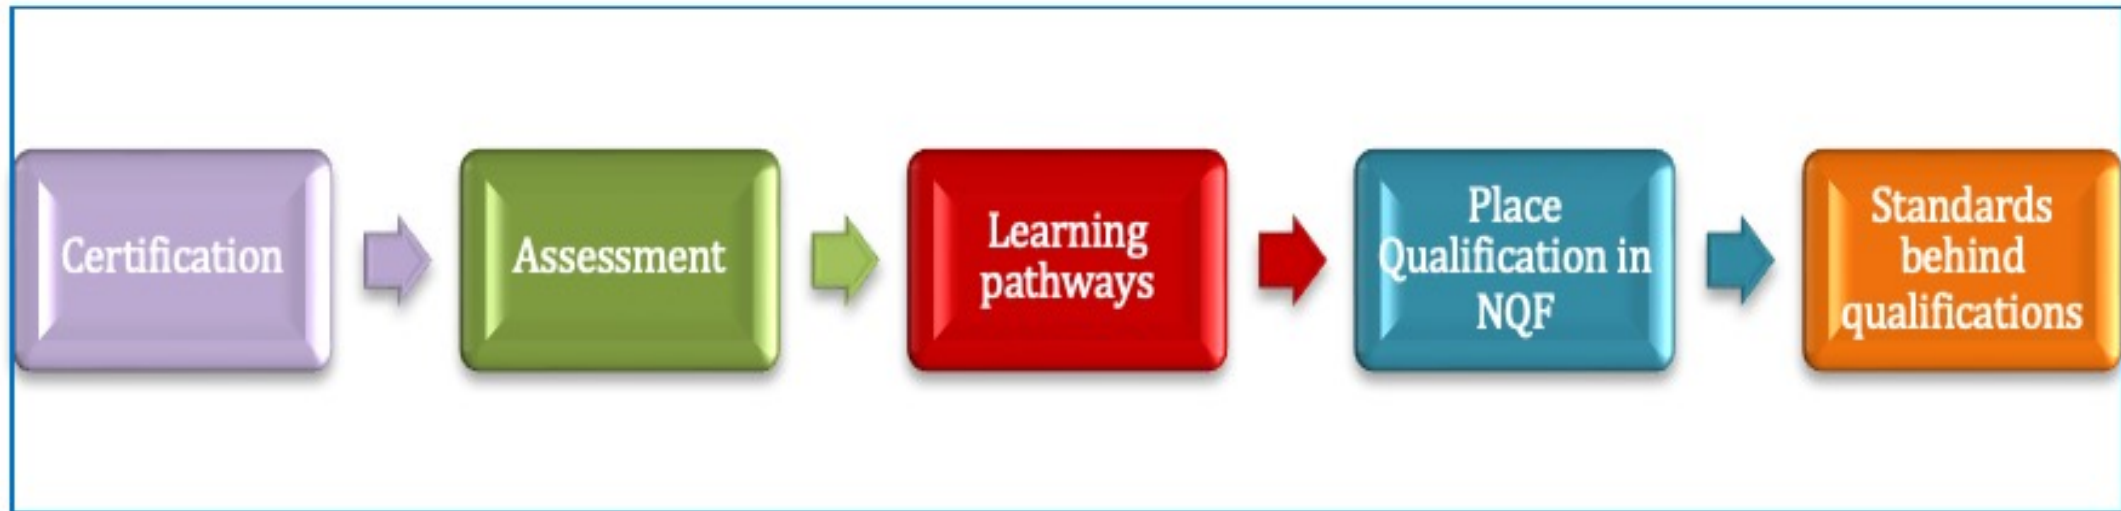 Certification
Assessment
Learning
pathways
Place
Qualification in
NQF
Standards
behind
qualifications